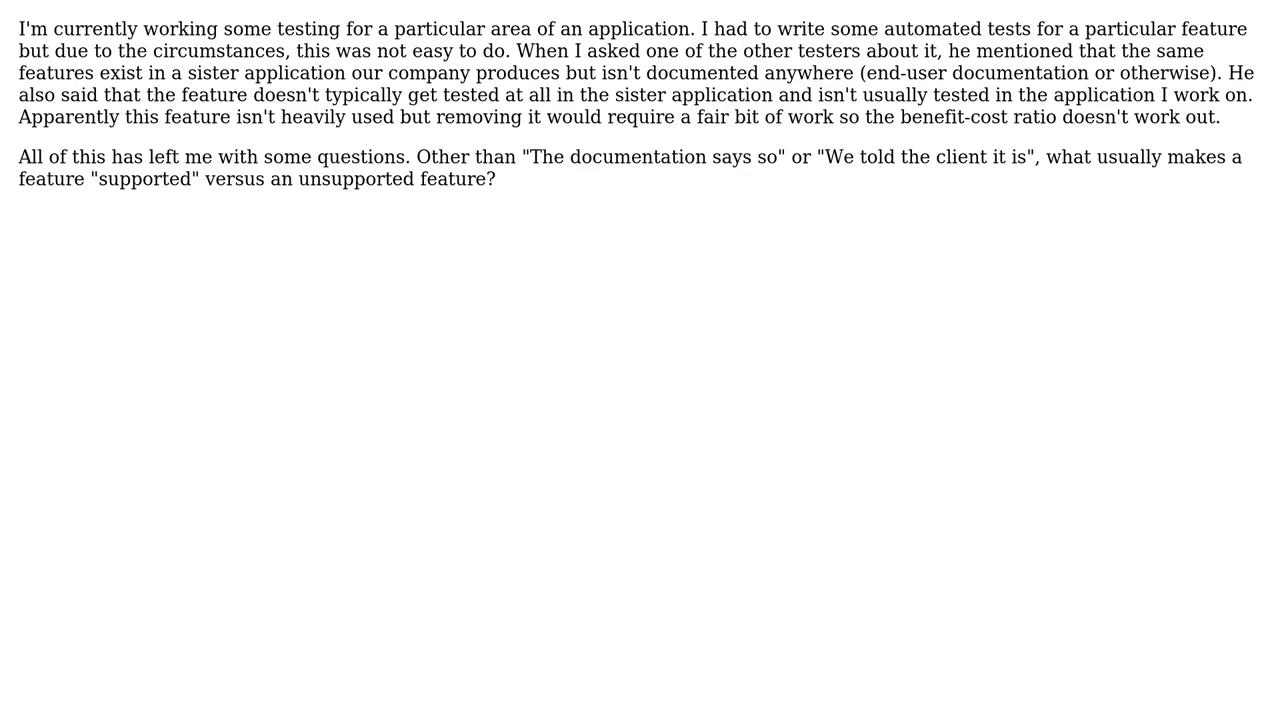 I'm currently working some testing for a particular area of an application. I had to write some automated tests for a particular feature
but due to the circumstances, this was not easy to do. When I asked one of the other testers about it, he mentioned that the same
features exist in a sister application our company produces but isn't documented anywhere (end-user documentation or otherwise). He
also said that the feature doesn't typically get tested at all in the sister application and isn't usually tested in the application I work on.
Apparently this feature isn't heavily used but removing it would require a fair bit of work so the benefit-cost ratio doesn't work out.
All of this has left me with some questions. Other than "The documentation says so" or "We told the client it is", what usually makes a
feature "supported" versus an unsupported feature?